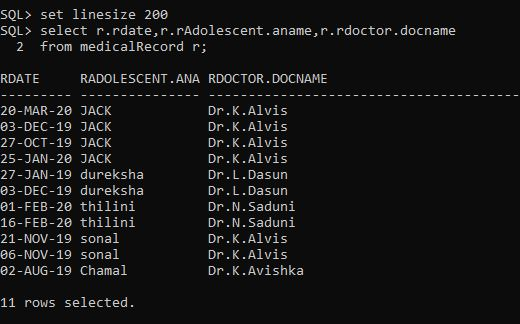 SQL> set linesize 200
SQL> select r.rdate,r.rAdolescent.aname,r.rdoctor.docname
  2  from medicalRecord r;
RDATE     RADOLESCENT.ANA RDOCTOR.DOCNAME
--------- --------------- ---------------------------------------
20-MAR-20 JACK            Dr.K.Alvis
03-DEC-19 JACK            Dr.K.Alvis
27-OCT-19 JACK            Dr.K.Alvis
25-JAN-20 JACK            Dr.K.Alvis
27-JAN-19 dureksha        Dr.L.Dasun
03-DEC-19 dureksha        Dr.L.Dasun
01-FEB-20 thilini         Dr.N.Saduni
16-FEB-20 thilini         Dr.N.Saduni
21-NOV-19 sonal           Dr.K.Alvis
06-NOV-19 sonal           Dr.K.Alvis
02-AUG-19 Chamal          Dr.K.Avishka
11 rows selected.